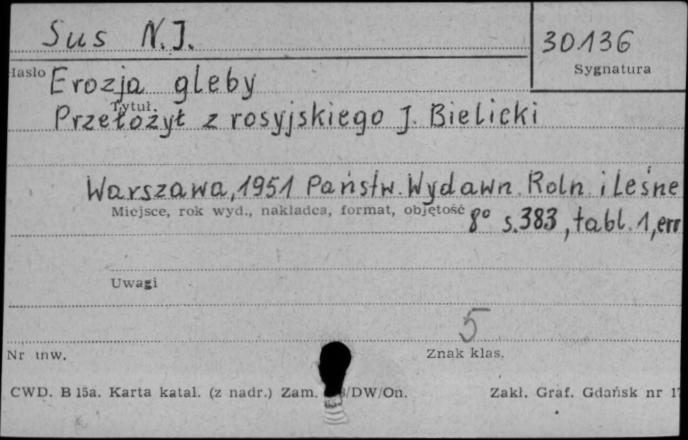 Sus N.J.
30136
Sygnatura
Hasło
Erozja gleby
Tytuł
Przełożył z rosyjskiego J. Bielicki
Warszawa, 1951 Państw. Wydawn. Roln i Leśne
Miejsce, rok wyd., nakładca, format, objętość
8° s.383, tabl. 1, err
Uwagi
5
Nr inw.
Znak klas.
CWD. B 15a. Karta katal. (z nadr.) Zam. /DW/On.
Zakł. Graf. Gdańsk nr 1